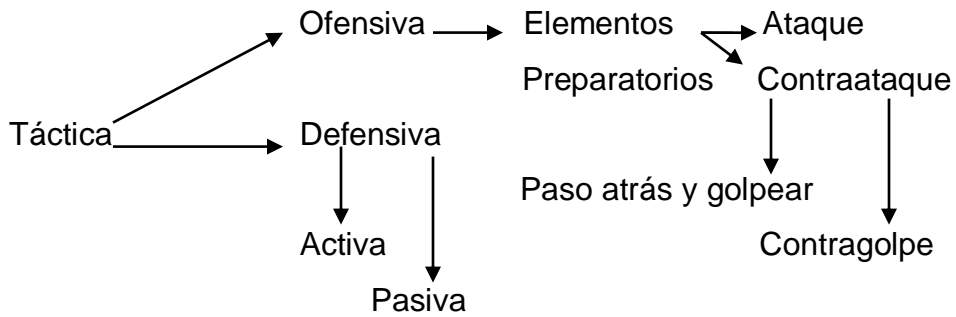 Ofensiva Elementos Ataque
Preparatorios Contraataque
Táctica Defensiva
Paso atrás y golpear
Activa Contragolpe
Pasiva